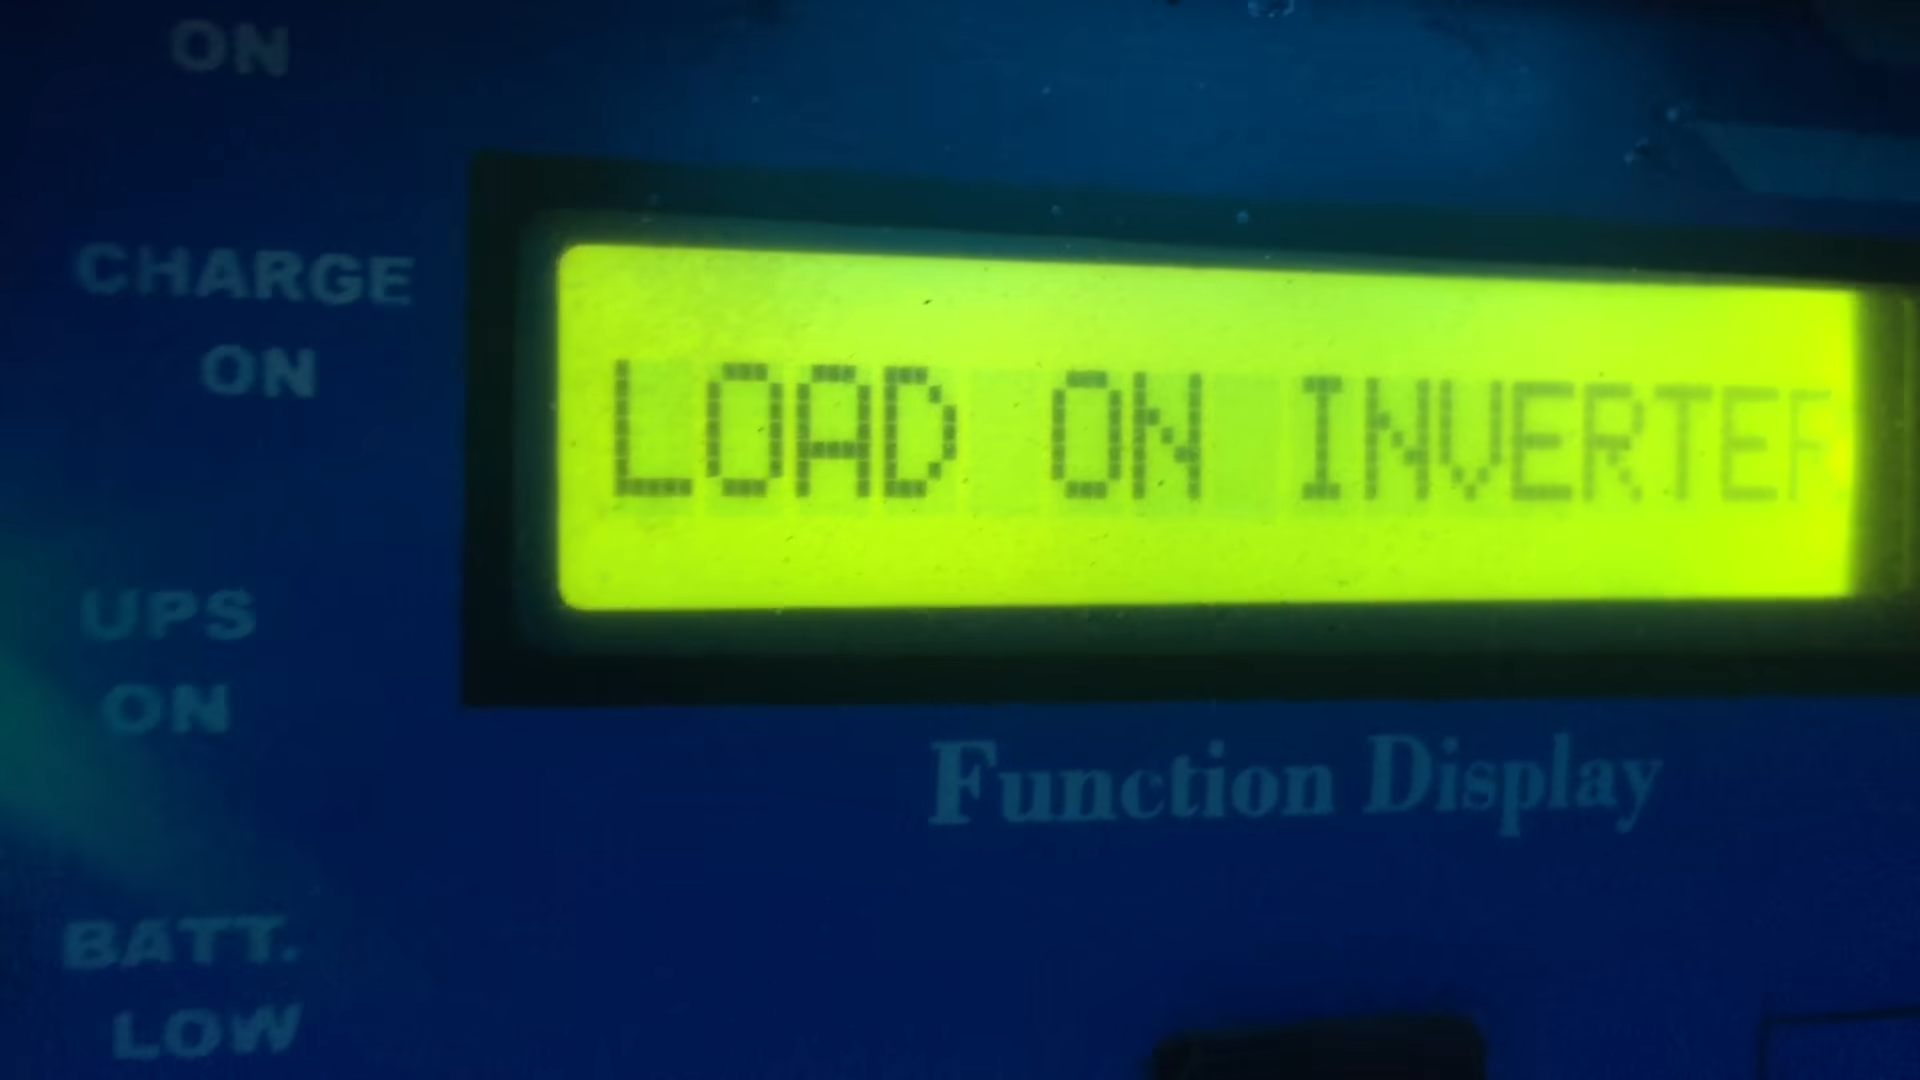 ON
CHARGE
ON
LOAD ON INVERTER
UPS
ON
Function Display
BATT.
LOW